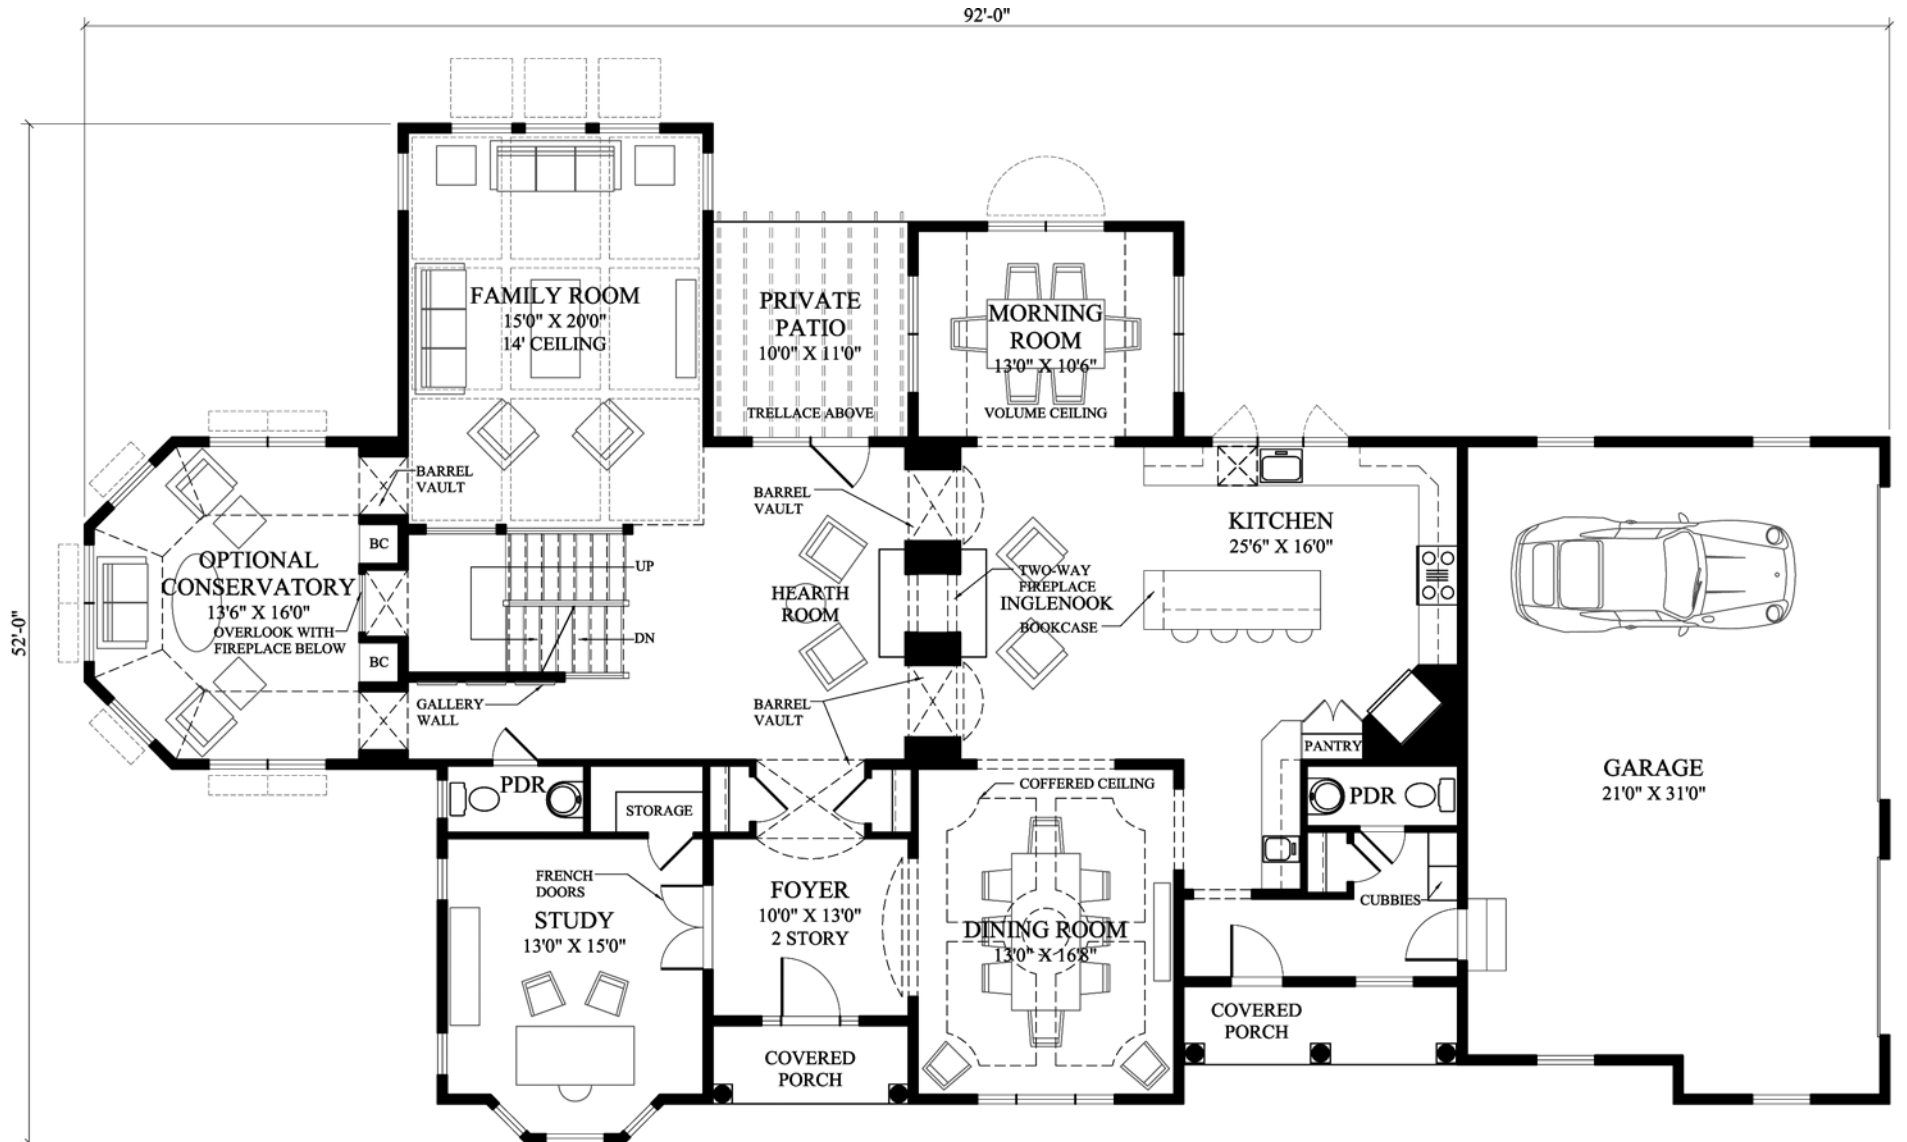 92'-0"
52'-0"
FAMILY ROOM
15'0" X 20'0"
14' CEILING
PRIVATE
PATIO
10'0" X 11'0"
TRELLACE ABOVE
MORNING
ROOM
13'0" X 10'6"
VOLUME CEILING
BARREL
VAULT
BARREL
VAULT
KITCHEN
25'6" X 16'0"
BC
OPTIONAL
CONSERVATORY
13'6" X 16'0"
OVERLOOK WITH
FIREPLACE BELOW
BC
UP
DN
HEARTH
ROOM
TWO-WAY
FIREPLACE
INGLENOOK
BOOKCASE
GALLERY
WALL
BARREL
VAULT
PANTRY
GARAGE
21'0" X 31'0"
PDR
STORAGE
COFFERED CEILING
PDR
FRENCH
DOORS
STUDY
13'0" X 15'0"
FOYER
10'0" X 13'0"
2 STORY
DINING ROOM
13'0" X 16'8"
CUBBIES
COVERED
PORCH
COVERED
PORCH